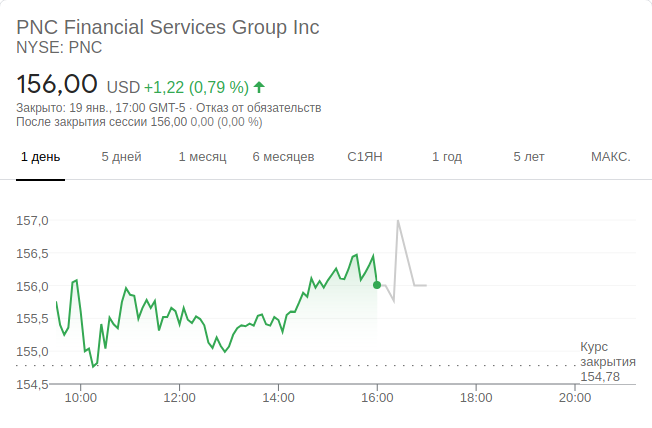 PNC Financial Services Group Inc
NYSE: PNC
156,00 USD +1,22 (0,79 %)
Закрыто: 19 янв., 17:00 GMT-5 · Отказ от обязательств
После закрытия сессии 156,00 0,00 (0,00 %)
1 день 5 дней 1 месяц 6 месяцев С1ЯН 1 год 5 лет МАКС.
157,0
156,5
156,0
155,5
155,0
154,5
Курс
закрытия
154,78
10:00 12:00 14:00 16:00 18:00 20:00